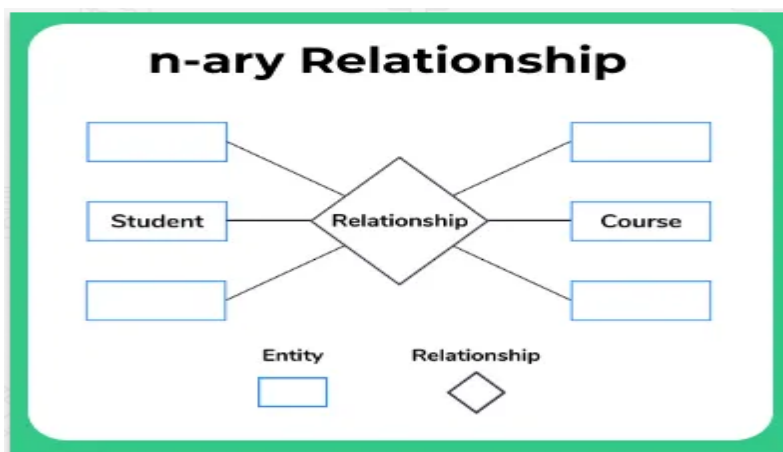 n-ary Relationship
Student
Relationship
Course
Entity
Relationship